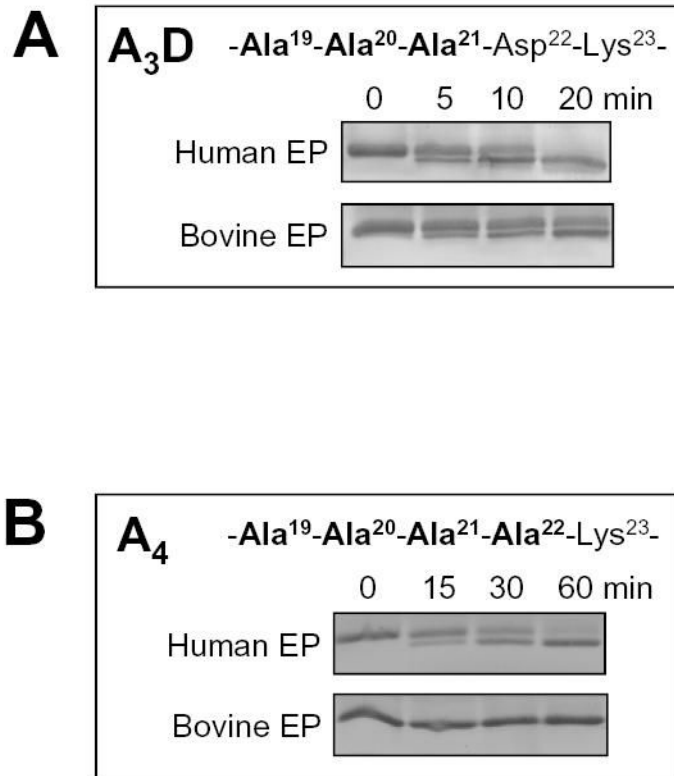 A
A₃D -Ala¹⁹-Ala²⁰-Ala²¹-Asp²²-Lys²³-
0 5 10 20 min
Human EP
Bovine EP
B
A₄ -Ala¹⁹-Ala²⁰-Ala²¹-Ala²²-Lys²³-
0 15 30 60 min
Human EP
Bovine EP